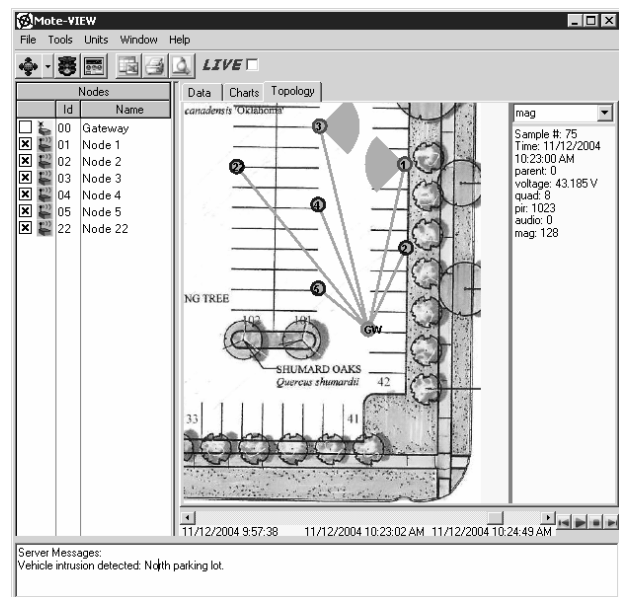 Mote-VIEW
File Tools Units Window Help
LIVE
Nodes
Id Name
00 Gateway
01 Node 1
02 Node 2
03 Node 3
04 Node 4
05 Node 5
22 Node 22
Data Charts Topology
canadensis 'Oklahoma'
3
1
4
2
5
GW
NG TREE
102 101
SHUMARD OAKS
Quercus shumardii
42
33
41
mag
Sample #: 75
Time: 11/12/2004
10:23:00 AM
parent: 0
voltage: 43.185 V
quad: 8
pir: 1023
audio: 0
mag: 128
11/12/2004 9:57:38 11/12/2004 10:23:02 AM 11/12/2004 10:24:49 AM
Server Messages:
Vehicle intrusion detected: North parking lot.